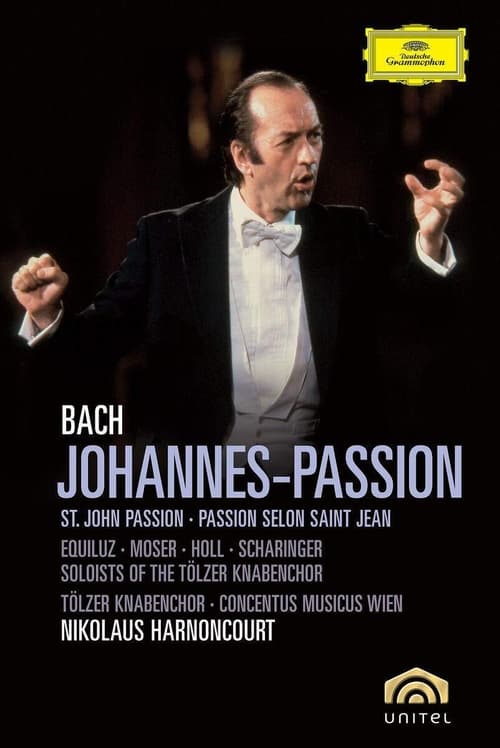 Deutsche
Grammophon
BACH
JOHANNES-PASSION
ST. JOHN PASSION · PASSION SELON SAINT JEAN
EQUILUZ · MOSER · HOLL · SCHARINGER
SOLOISTS OF THE TÖLZER KNABENCHOR
TÖLZER KNABENCHOR · CONCENTUS MUSICUS WIEN
NIKOLAUS HARNONCOURT
UNITEL